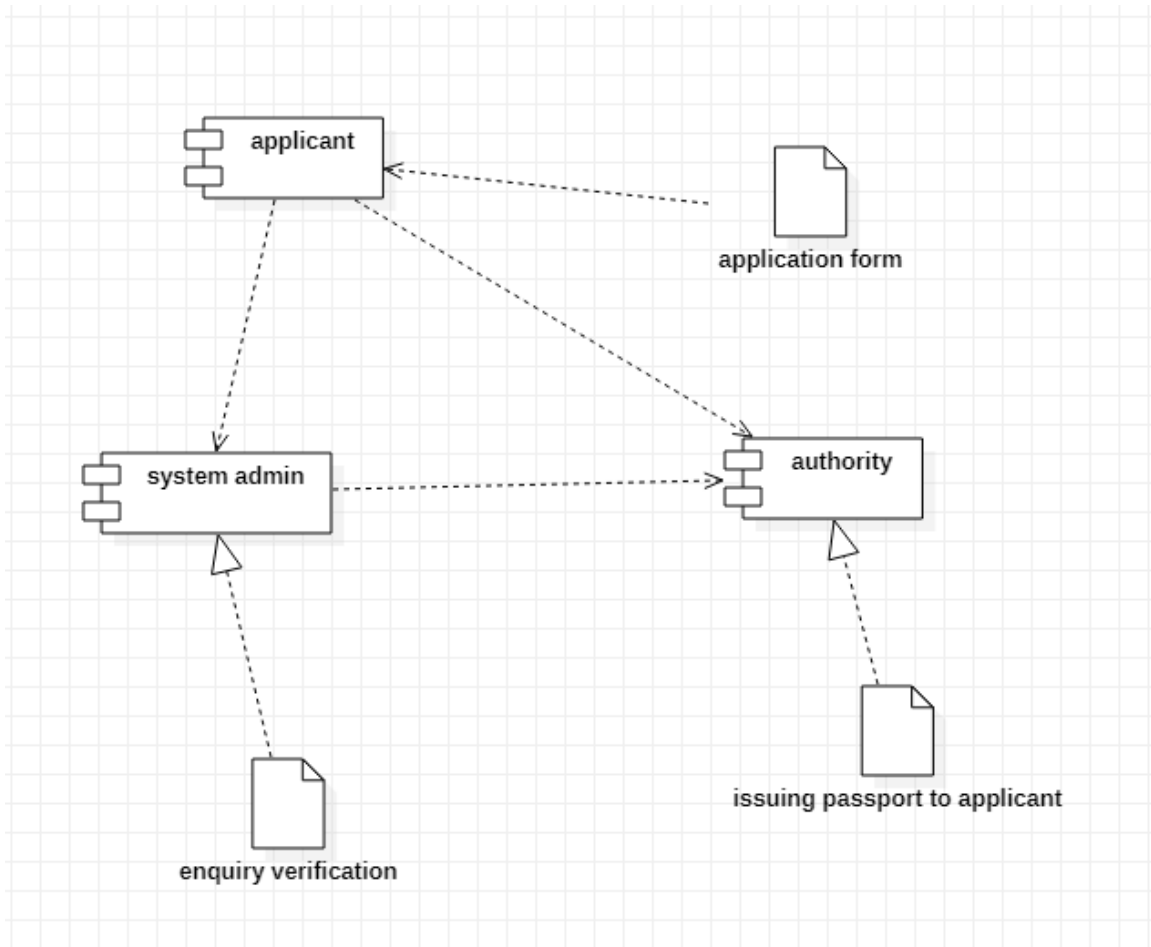 applicant
application form
system admin
authority
issuing passport to applicant
enquiry verification